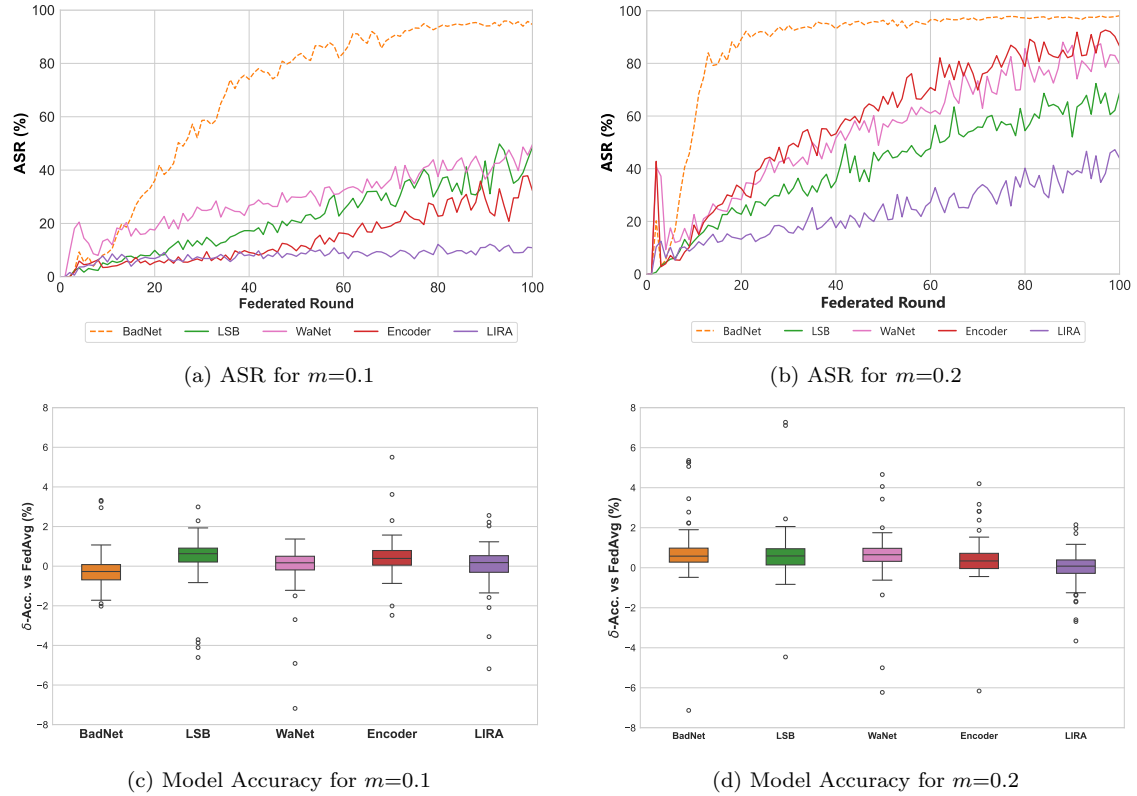 100
80
60
40
20
0
ASR (%)
0 20 40 60 80 100
Federated Round
BadNet LSB WaNet Encoder LIRA
(a) ASR for m=0.1
100
80
60
40
20
0
ASR (%)
0 20 40 60 80 100
Federated Round
BadNet LSB WaNet Encoder LIRA
(b) ASR for m=0.2
8
6
4
2
0
−2
−4
−6
−8
δ-Acc. vs FedAvg (%)
BadNet LSB WaNet Encoder LIRA
(c) Model Accuracy for m=0.1
8
6
4
2
0
−2
−4
−6
−8
δ-Acc. vs FedAvg (%)
BadNet LSB WaNet Encoder LIRA
(d) Model Accuracy for m=0.2